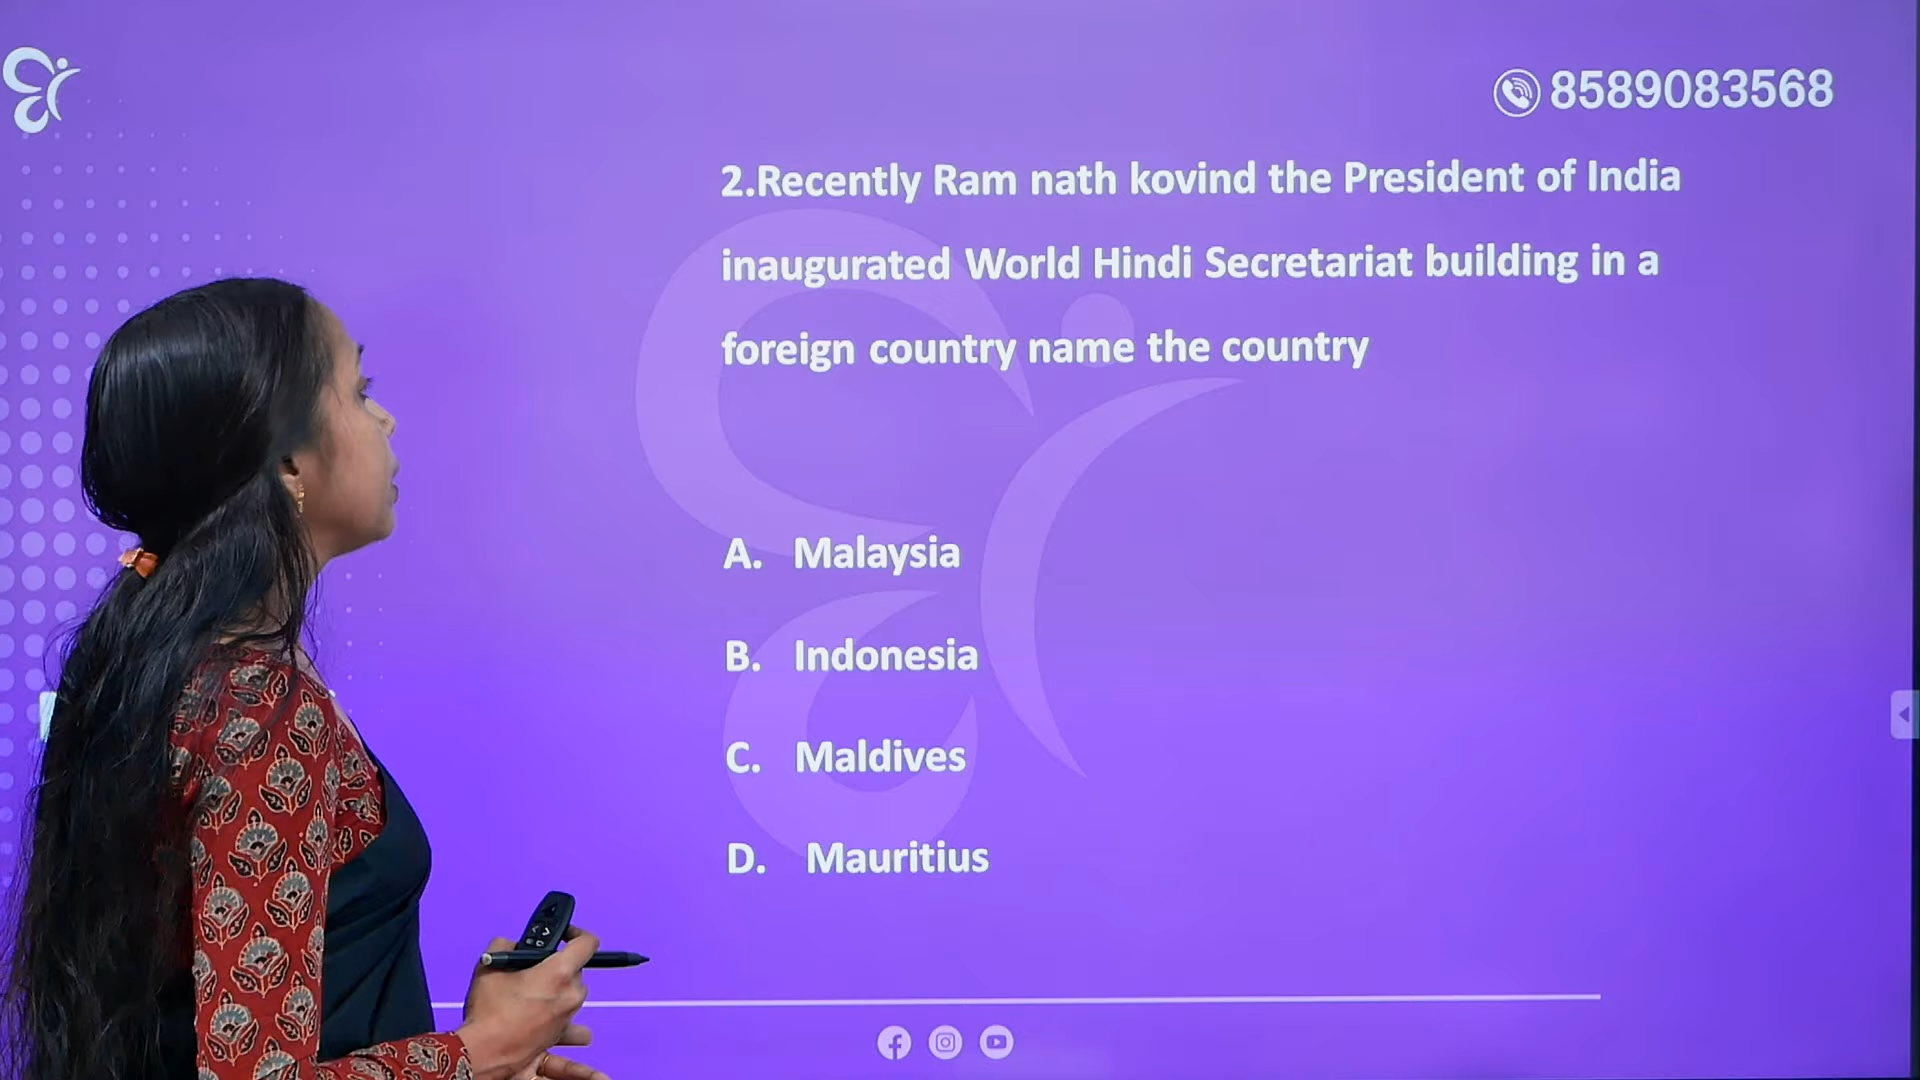 8589083568
2.Recently Ram nath kovind the President of India
inaugurated World Hindi Secretariat building in a
foreign country name the country
A. Malaysia
B. Indonesia
C. Maldives
D. Mauritius